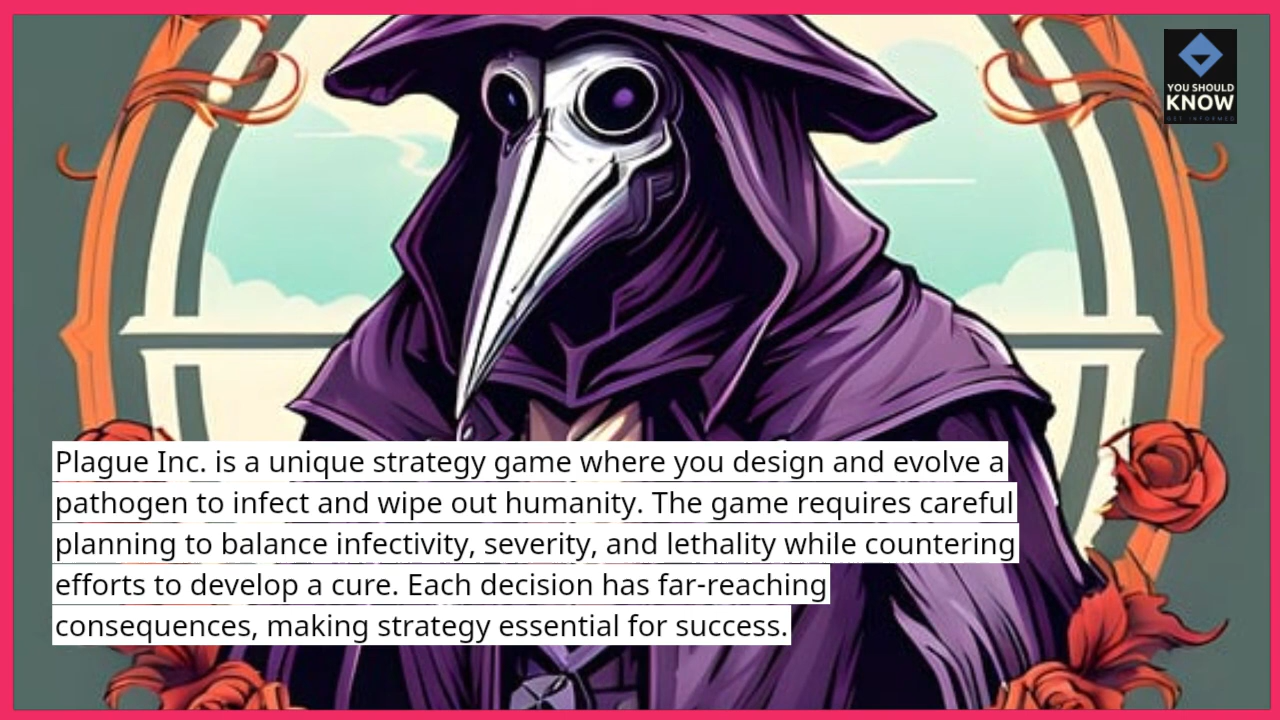 YOU SHOULD
KNOW
GET INFORMED
Plague Inc. is a unique strategy game where you design and evolve a
pathogen to infect and wipe out humanity. The game requires careful
planning to balance infectivity, severity, and lethality while countering
efforts to develop a cure. Each decision has far-reaching
consequences, making strategy essential for success.